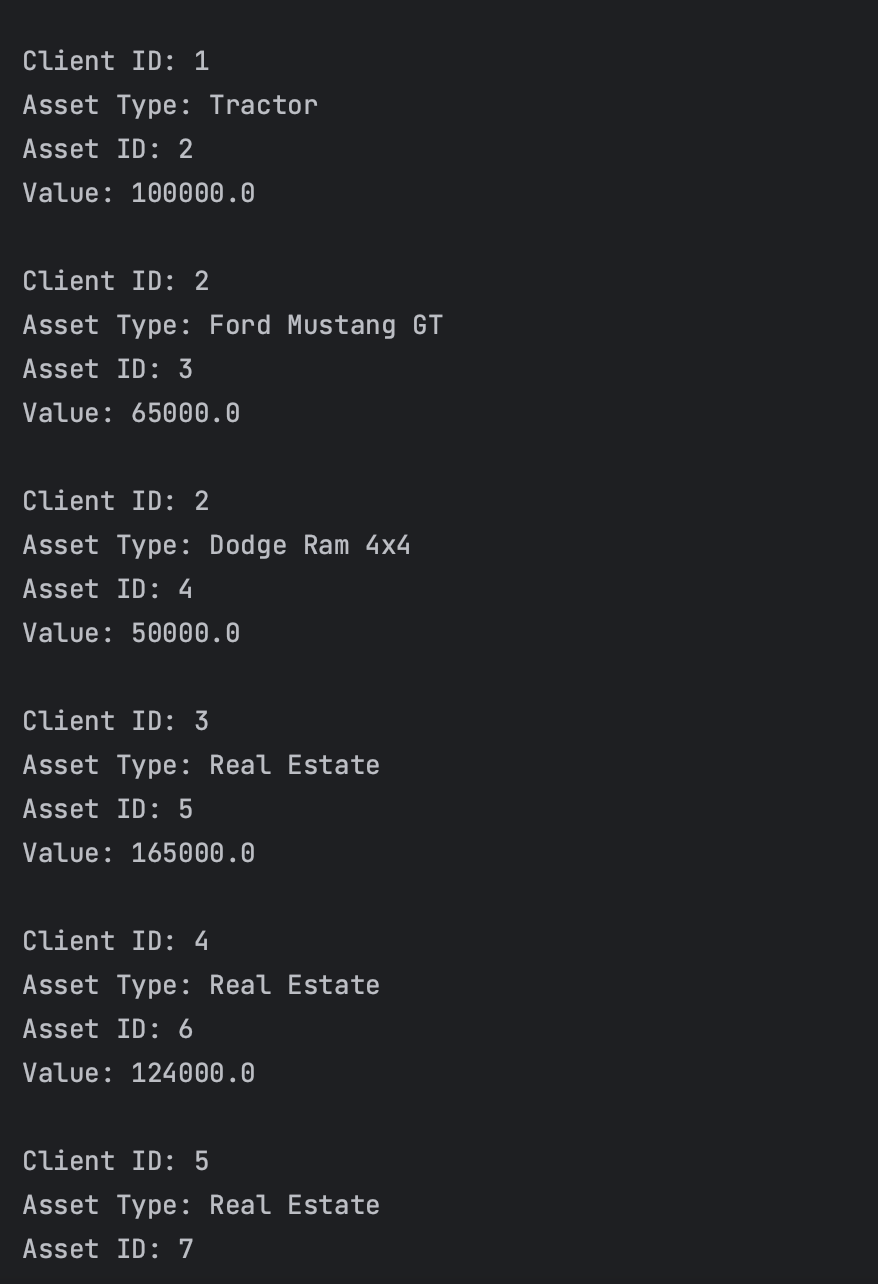 Client ID: 1
Asset Type: Tractor
Asset ID: 2
Value: 100000.0

Client ID: 2
Asset Type: Ford Mustang GT
Asset ID: 3
Value: 65000.0

Client ID: 2
Asset Type: Dodge Ram 4x4
Asset ID: 4
Value: 50000.0

Client ID: 3
Asset Type: Real Estate
Asset ID: 5
Value: 165000.0

Client ID: 4
Asset Type: Real Estate
Asset ID: 6
Value: 124000.0

Client ID: 5
Asset Type: Real Estate
Asset ID: 7